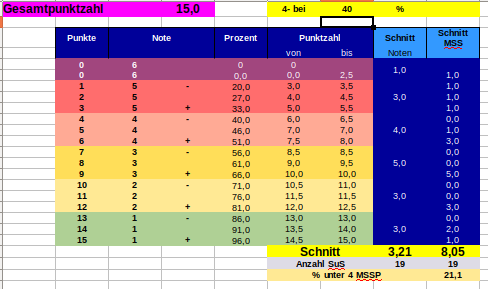 Gesamtpunktzahl 15,0 4- bei 40 %
Punkte Note Prozent Punktzahl Schnitt Schnitt MSS
von bis Noten
0 6 0 0
1,0
0 6 0,0 0,0 2,5 1,0
1 5 - 20,0 3,0 3,5 1,0
2 5 27,0 4,0 4,5 3,0 1,0
3 5 + 33,0 5,0 5,5 1,0
4 4 - 40,0 6,0 6,5 0,0
5 4 46,0 7,0 7,0 4,0 1,0
6 4 + 51,0 7,5 8,0 3,0
7 3 - 56,0 8,5 8,5 0,0
8 3 61,0 9,0 9,5 5,0 0,0
9 3 + 66,0 10,0 10,0 5,0
10 2 - 71,0 10,5 11,0 0,0
11 2 76,0 11,5 11,5 3,0 0,0
12 2 + 81,0 12,0 12,5 3,0
13 1 - 86,0 13,0 13,0 0,0
14 1 91,0 13,5 14,0 3,0 2,0
15 1 + 96,0 14,5 15,0 1,0
Schnitt 3,21 8,05
Anzahl SuS 19 19
% unter 4 MSSP 21,1